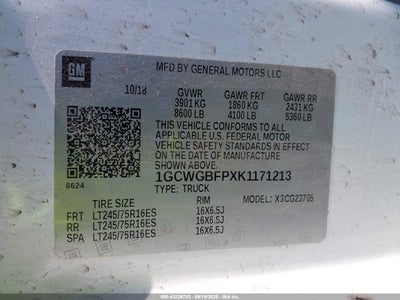 GM
MFD BY GENERAL MOTORS LLC
10/18 GVWR GAWR FRT GAWR RR
3901 KG 1860 KG 2431 KG
8600 LB 4100 LB 5360 LB
THIS VEHICLE CONFORMS TO ALL
APPLICABLE U.S. FEDERAL MOTOR
VEHICLE SAFETY STANDARDS IN EFFECT
ON THE DATE OF MANUFACTURE
SHOWN ABOVE.
8624 1GCWGBFPXK1171213
TYPE: TRUCK MODEL: X3CG23705
TIRE SIZE RIM
FRT LT245/75R16ES 16X6.5J
RR LT245/75R16ES 16X6.5J
SPA LT245/75R16ES 16X6.5J